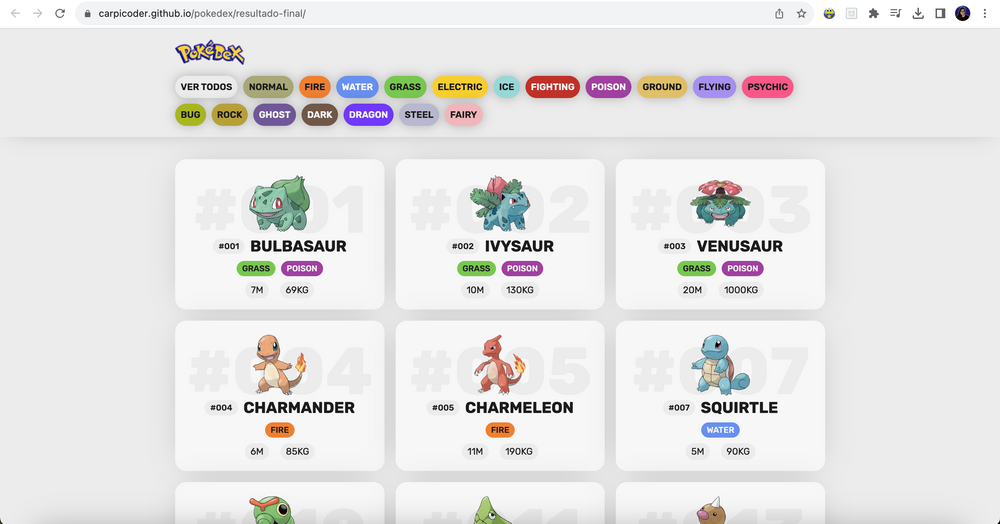 carpicoder.github.io/pokedex/resultado-final/
POKéDEX
VER TODOS NORMAL FIRE WATER GRASS ELECTRIC ICE FIGHTING POISON GROUND FLYING PSYCHIC
BUG ROCK GHOST DARK DRAGON STEEL FAIRY
#001 #002 #003
#001 BULBASAUR #002 IVYSAUR #003 VENUSAUR
GRASS POISON GRASS POISON GRASS POISON
7M 69KG 10M 130KG 20M 1000KG
#004 #005 #007
#004 CHARMANDER #005 CHARMELEON #007 SQUIRTLE
FIRE FIRE WATER
6M 85KG 11M 190KG 5M 90KG